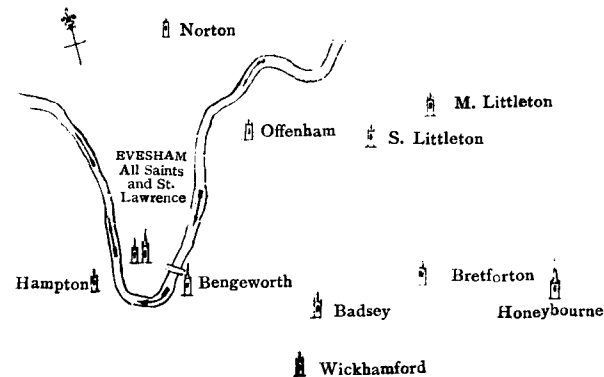 Norton
M. Littleton
Offenham
S. Littleton
EVESHAM
All Saints
and St.
Lawrence
Hampton
Bengeworth
Bretforton
Honeybourne
Badsey
Wickhamford